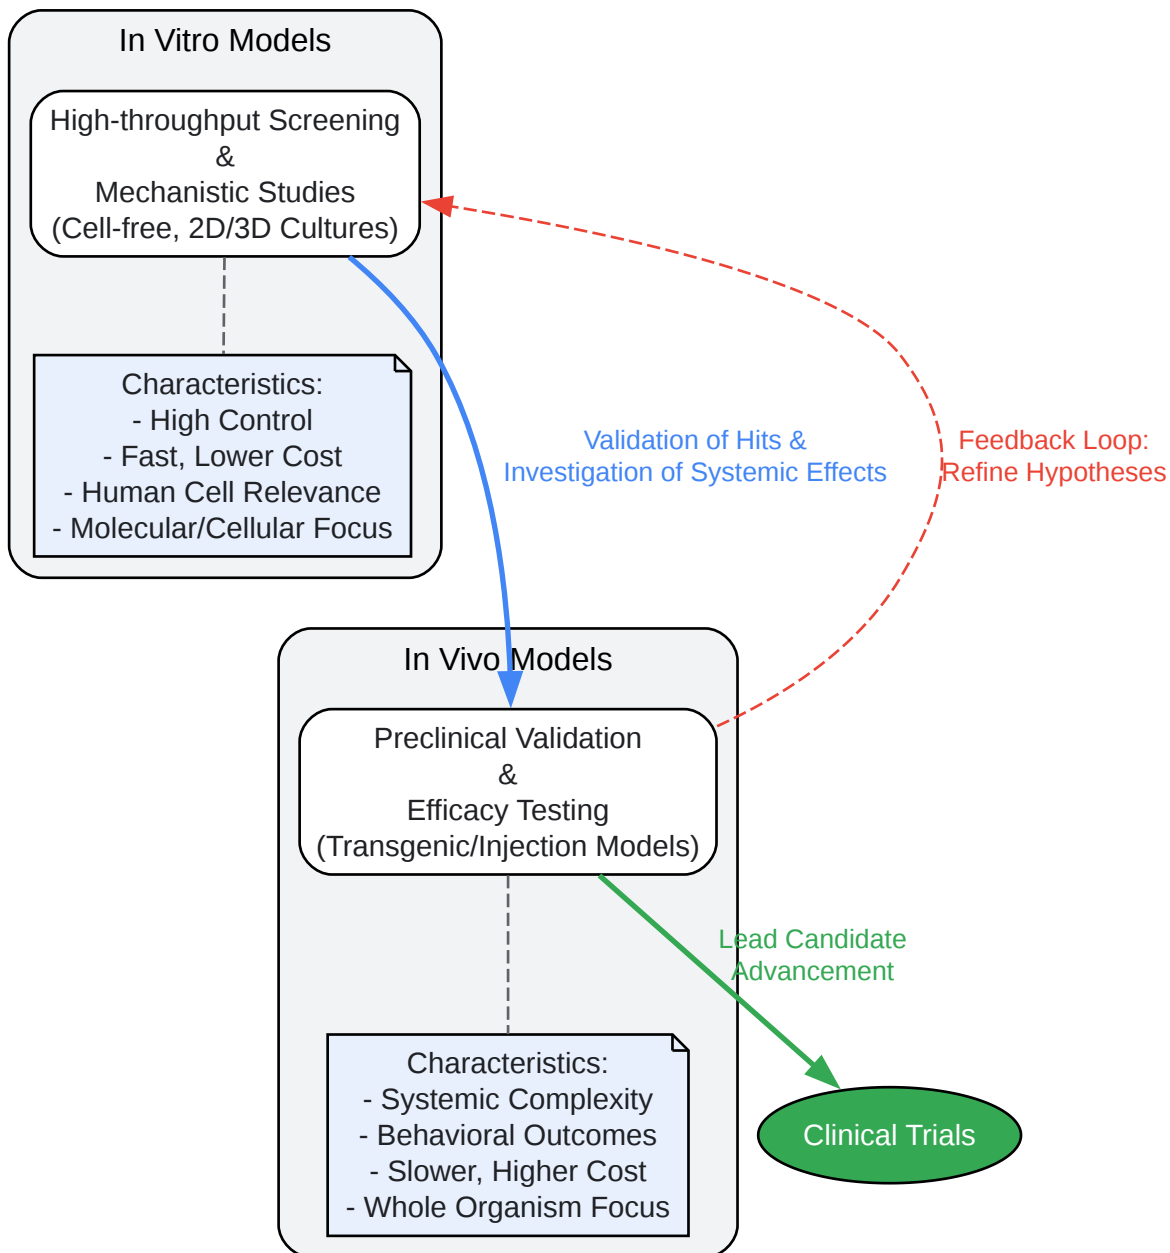 In Vitro Models
High-throughput Screening
&
Mechanistic Studies
(Cell-free, 2D/3D Cultures)
Characteristics:
- High Control
- Fast, Lower Cost
- Human Cell Relevance
- Molecular/Cellular Focus
Validation of Hits &
Investigation of Systemic Effects
Feedback Loop:
Refine Hypotheses
In Vivo Models
Preclinical Validation
&
Efficacy Testing
(Transgenic/Injection Models)
Lead Candidate
Advancement
Characteristics:
- Systemic Complexity
- Behavioral Outcomes
- Slower, Higher Cost
- Whole Organism Focus
Clinical Trials